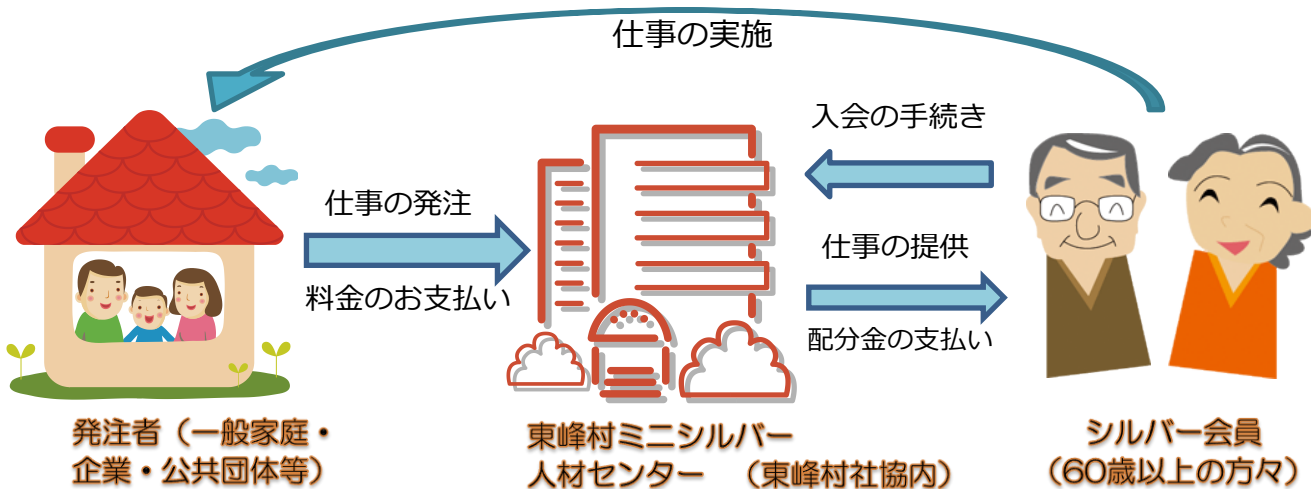 仕事の実施
入会の手続き
仕事の発注
料金のお支払い
仕事の提供
配分金の支払い
発注者（一般家庭・
企業・公共団体等）
東峰村ミニシルバー
人材センター　（東峰村社協内）
シルバー会員
（60歳以上の方々）